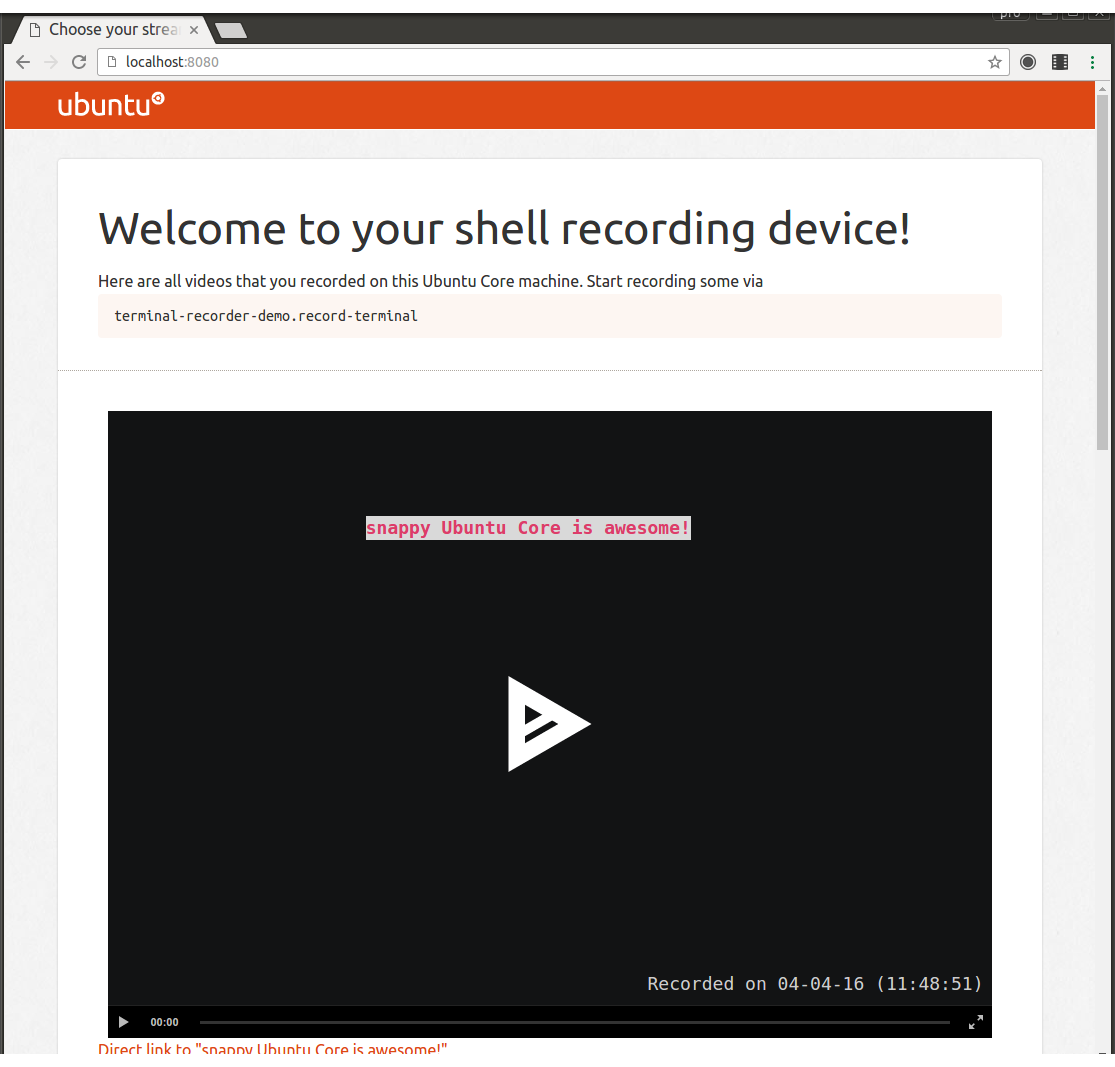 pro
Choose your strea
localhost:8080
ubuntu
Welcome to your shell recording device!
Here are all videos that you recorded on this Ubuntu Core machine. Start recording some via
terminal-recorder-demo.record-terminal
snappy Ubuntu Core is awesome!
Recorded on 04-04-16 (11:48:51)
00:00
Direct link to "snappy Ubuntu Core is awesome!"